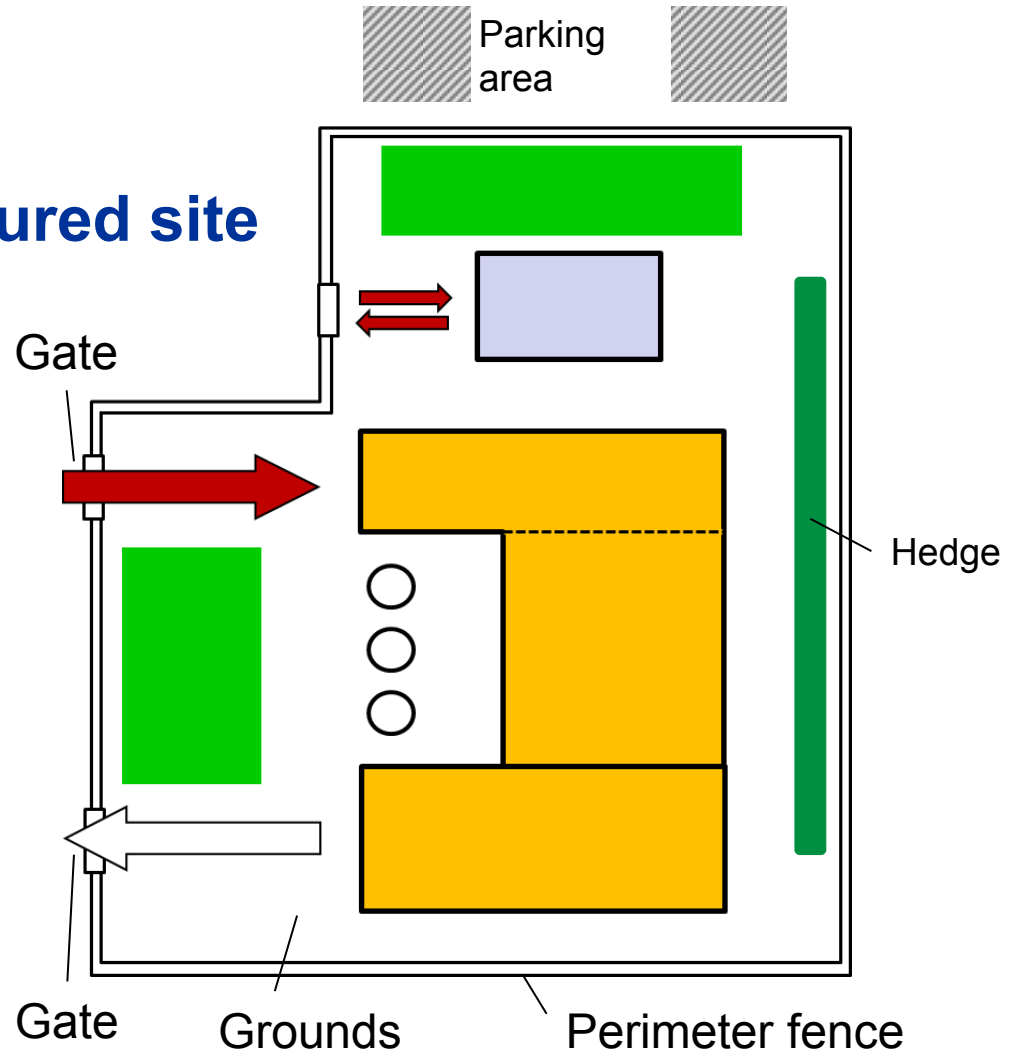 Parking
area
ured site
Gate
Hedge
Gate
Grounds
Perimeter fence